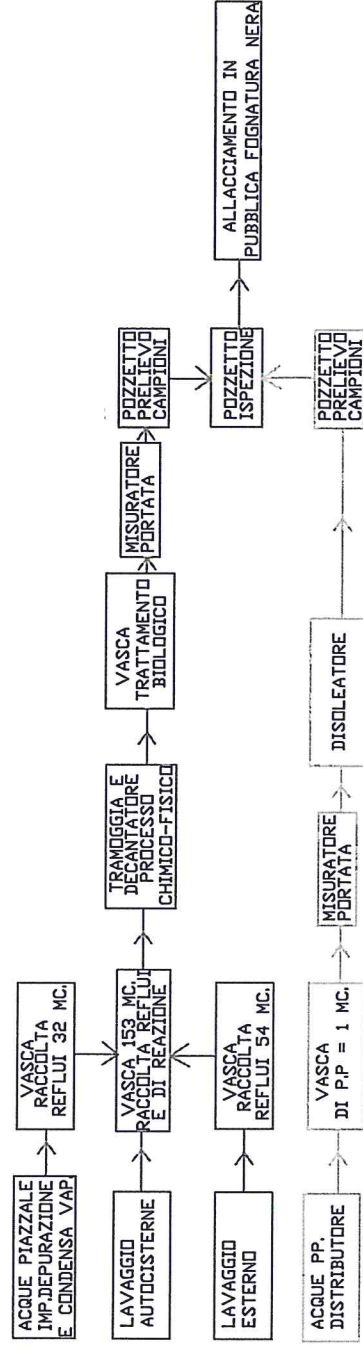 ACQUE PIAZZALE
IMP.DEPURAZIONE
E CONDENSA VAP.
VASCA
RACCOLTA
REFLUI 32 MC.
LAVAGGIO
AUTOCISTERNE
VASCA 153 MC.
RACCOLTA REFLUI
E DI REAZIONE
TRAMOGGIA E
DECANTATORE
PROCESSO
CHIMICO-FISICO
VASCA
TRATTAMENTO
BIOLOGICO
MISURATORE
PORTATA
POZZETTO
PRELIEVO
CAMPIONI
LAVAGGIO
ESTERNO
VASCA
RACCOLTA
REFLUI 54 MC.
POZZETTO
ISPEZIONE
ALLACCIAMENTO IN
PUBBLICA FOGNATURA NERA
ACQUE PP.
DISTRIBUTORE
VASCA
DI P.P = 1 MC.
MISURATORE
PORTATA
DISOLEATORE
POZZETTO
PRELIEVO
CAMPIONI